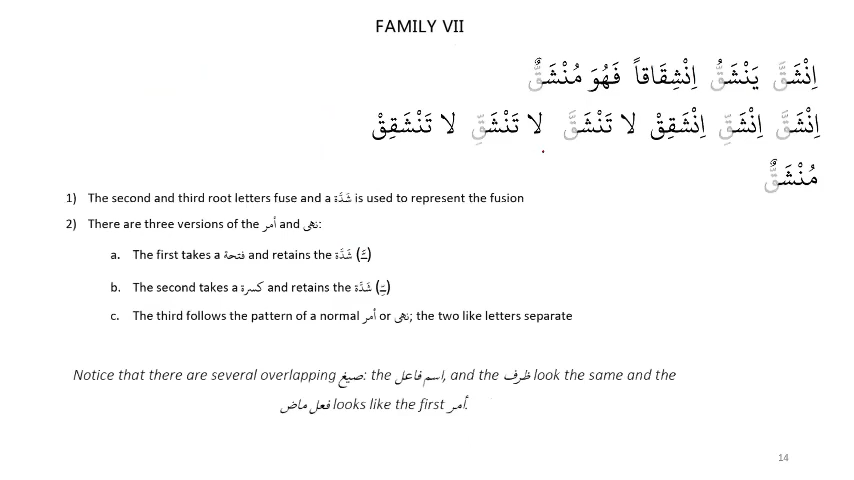 FAMILY VII
اِنْشَقَّ يَنْشَقُّ اِنْشِقَاقاً فَهُوَ مُنْشَقٌّ
اِنْشَقَّ اِنْشَقِّ اِنْشَقِقْ لا تَنْشَقَّ لا تَنْشَقِّ لا تَنْشَقِقْ
مُنْشَقٌّ
1) The second and third root letters fuse and a شَدَّة is used to represent the fusion
2) There are three versions of the أمر and نهى:
a. The first takes a فتحة and retains the شَدَّة (ـَّ)
b. The second takes a كسرة and retains the شَدَّة (ـِّ)
c. The third follows the pattern of a normal أمر or نهى; the two like letters separate
Notice that there are several overlapping صيغ: the اسم فاعل, and the ظرف look the same and the
فعل ماض looks like the first أمر.
14